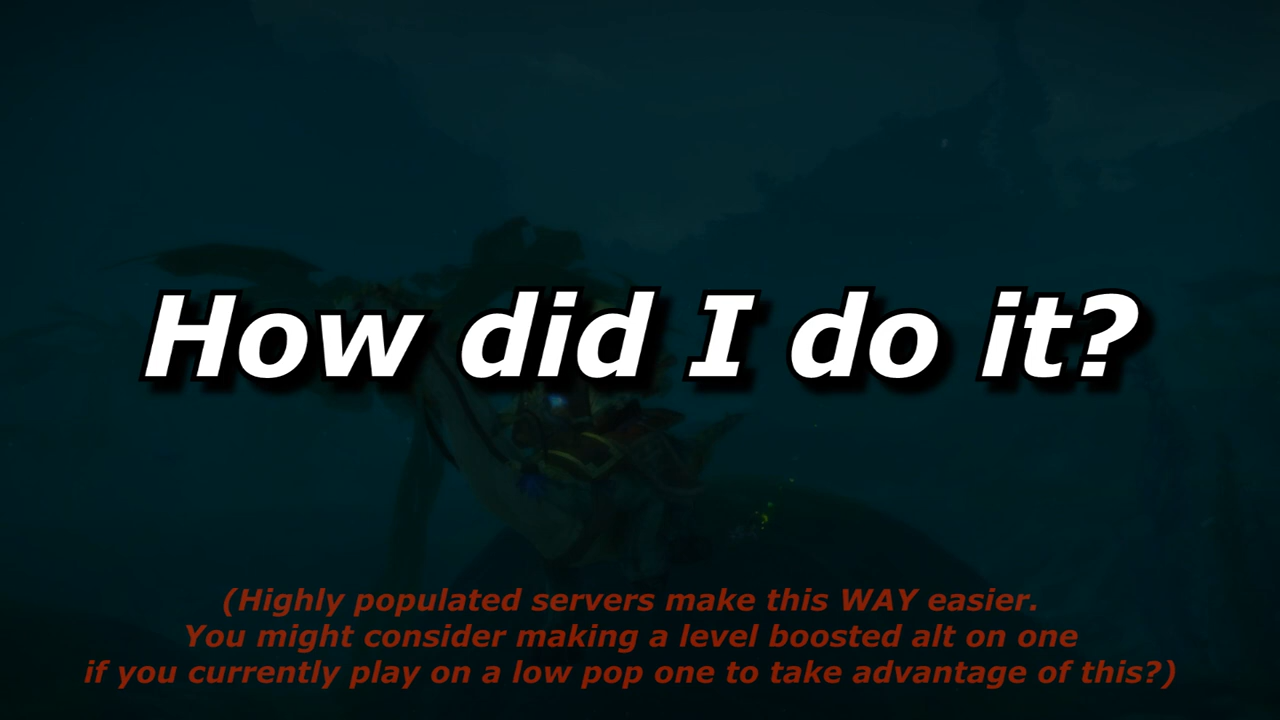 How did I do it?
(Highly populated servers make this WAY easier.
You might consider making a level boosted alt on one
if you currently play on a low pop one to take advantage of this?)